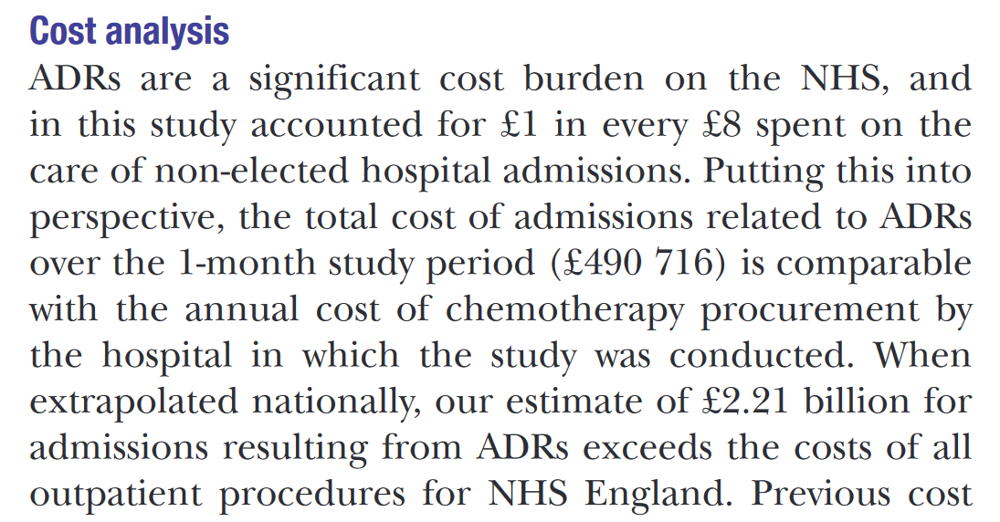 Cost analysis
ADRs are a significant cost burden on the NHS, and
in this study accounted for £1 in every £8 spent on the
care of non-elected hospital admissions. Putting this into
perspective, the total cost of admissions related to ADRs
over the 1-month study period (£490 716) is comparable
with the annual cost of chemotherapy procurement by
the hospital in which the study was conducted. When
extrapolated nationally, our estimate of £2.21 billion for
admissions resulting from ADRs exceeds the costs of all
outpatient procedures for NHS England. Previous cost